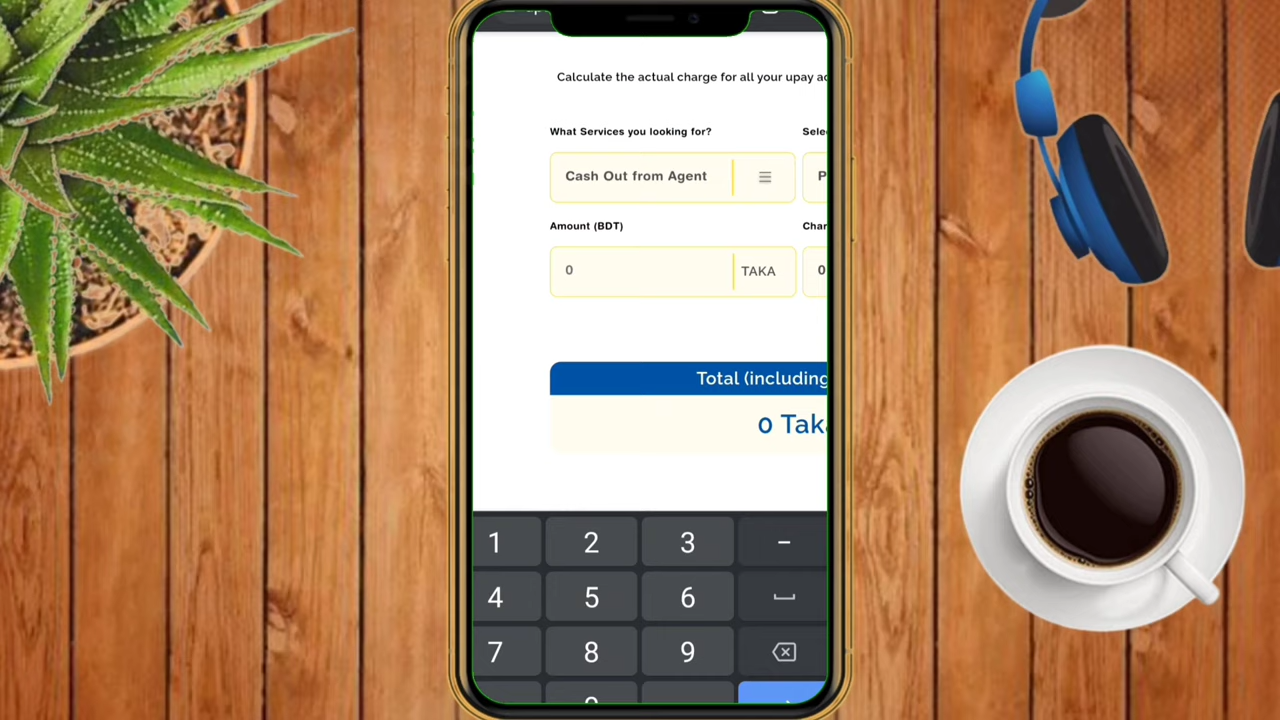 Calculate the actual charge for all your upay
What Services you looking for?
Cash Out from Agent
Amount (BDT)
0
TAKA
0
Total (including
0 Tak
1 2 3 -
4 5 6
7 8 9